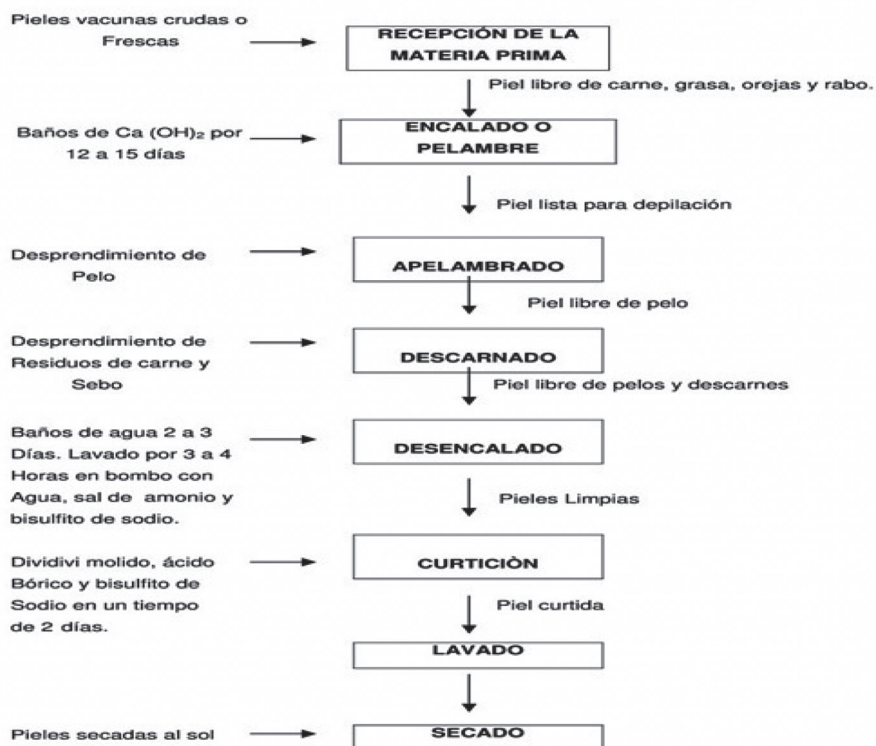 Pieles vacunas crudas o
Frescas
RECEPCIÓN DE LA
MATERIA PRIMA
Piel libre de carne, grasa, orejas y rabo.
Baños de Ca (OH)₂ por
12 a 15 días
ENCALADO O
PELAMBRE
Piel lista para depilación
Desprendimiento de
Pelo
APELAMBRADO
Piel libre de pelo
Desprendimiento de
Residuos de carne y
Sebo
DESCARNADO
Piel libre de pelos y descarnes
Baños de agua 2 a 3
Días. Lavado por 3 a 4
Horas en bombo con
Agua, sal de amonio y
bisulfito de sodio.
DESENCALADO
Pieles Limpias
Dividivi molido, ácido
Bórico y bisulfito de
Sodio en un tiempo
de 2 días.
CURTICIÒN
Piel curtida
LAVADO
Pieles secadas al sol
SECADO